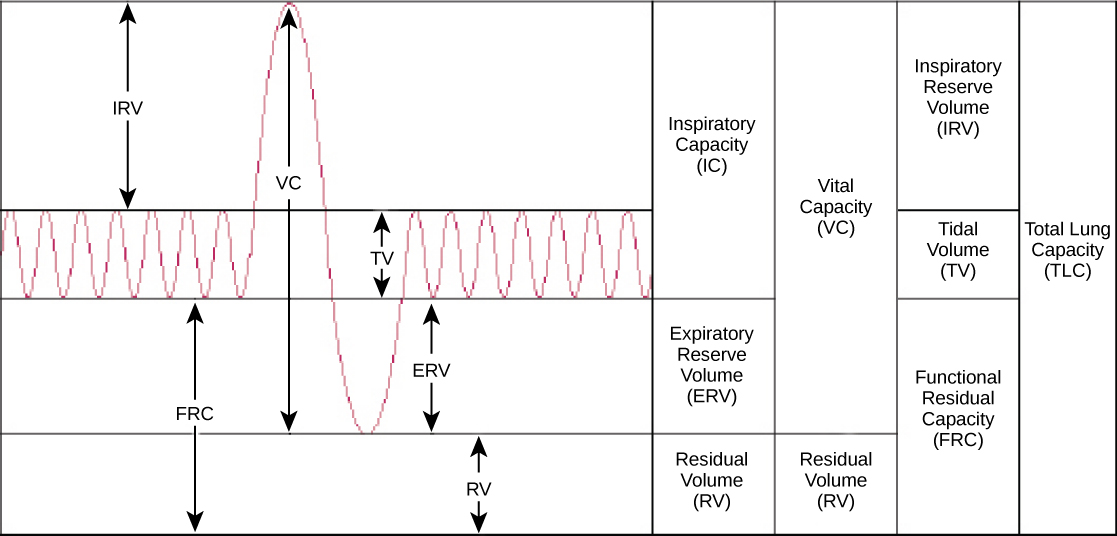 IRV
VC
TV
FRC
ERV
RV
Inspiratory
Capacity
(IC)
Expiratory
Reserve
Volume
(ERV)
Residual
Volume
(RV)
Vital
Capacity
(VC)
Residual
Volume
(RV)
Inspiratory
Reserve
Volume
(IRV)
Tidal
Volume
(TV)
Functional
Residual
Capacity
(FRC)
Total Lung
Capacity
(TLC)